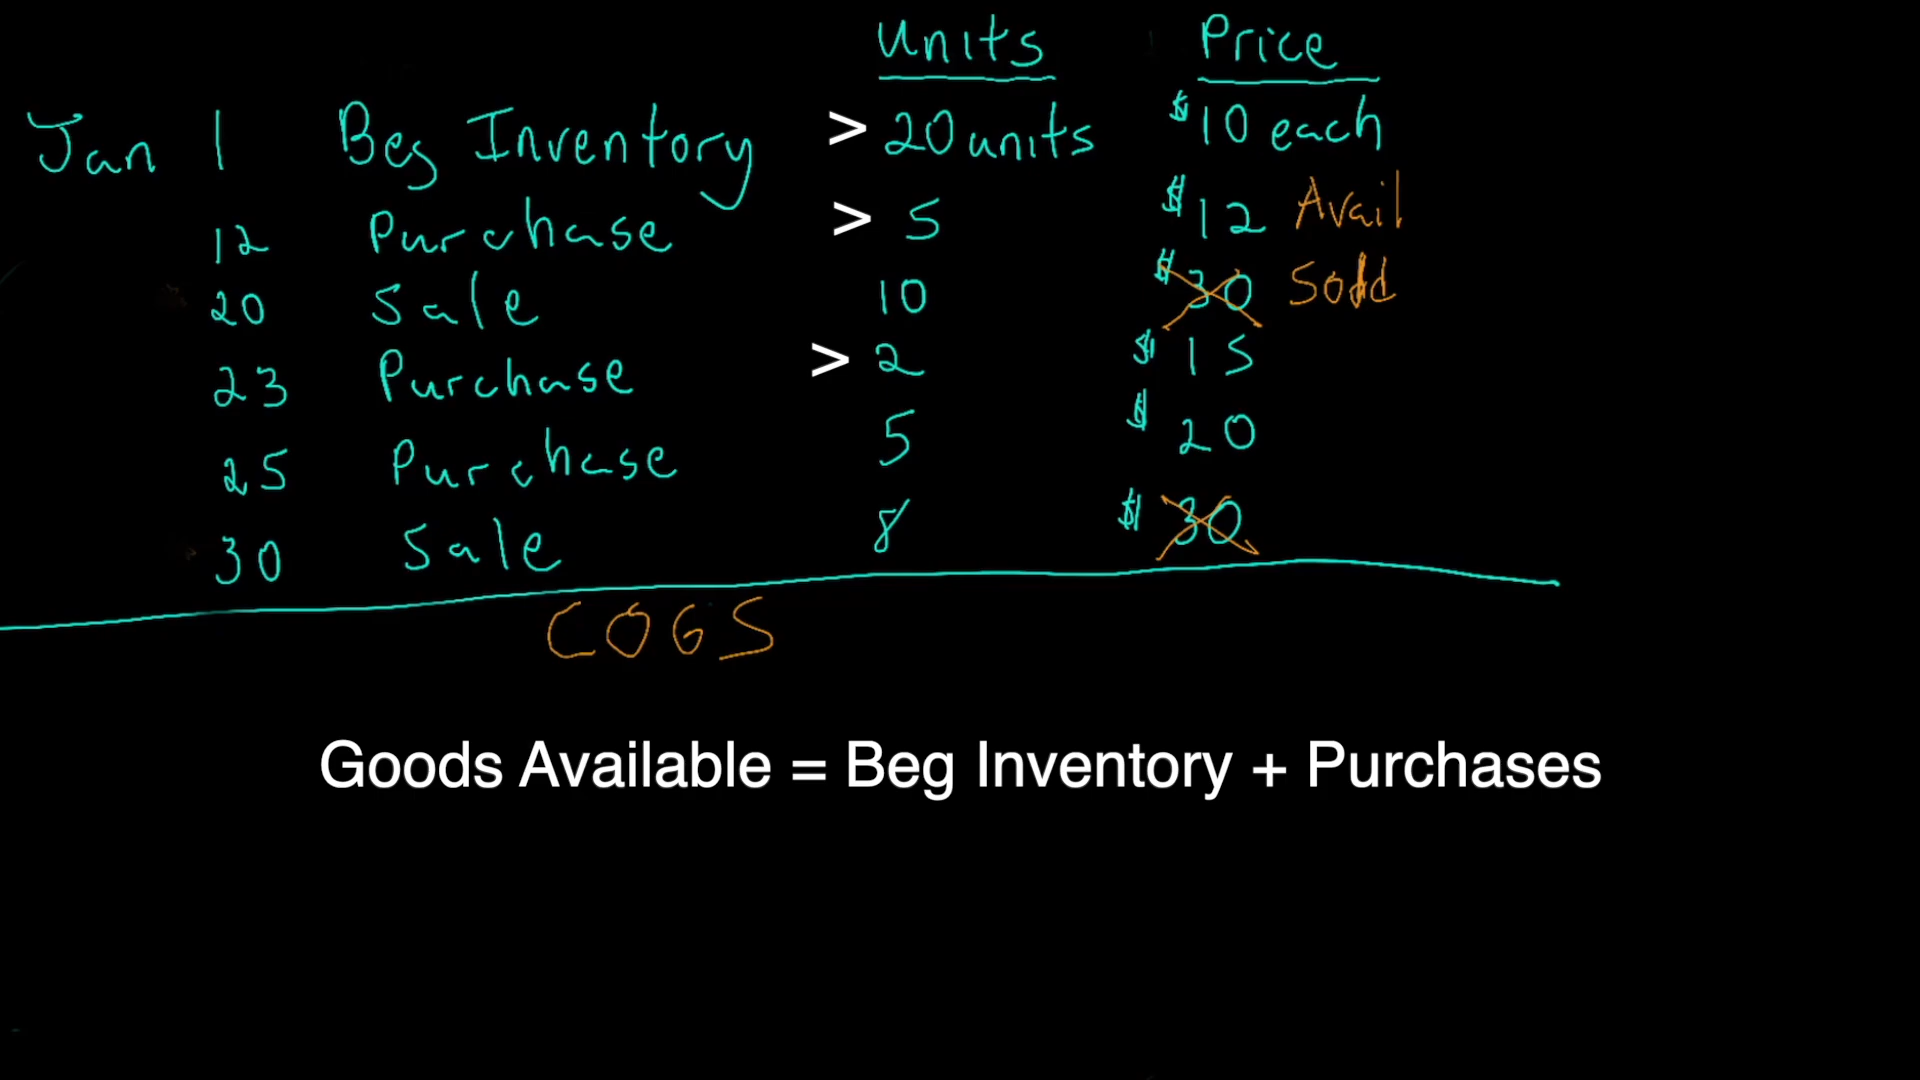 Units Price
Jan 1 Beg Inventory > 20 units $10 each
12 Purchase > 5 $12 Avail
20 Sale 10 $30 Sold
23 Purchase > 2 $15
25 Purchase 5 $20
30 Sale 8 $30
COGS
Goods Available = Beg Inventory + Purchases